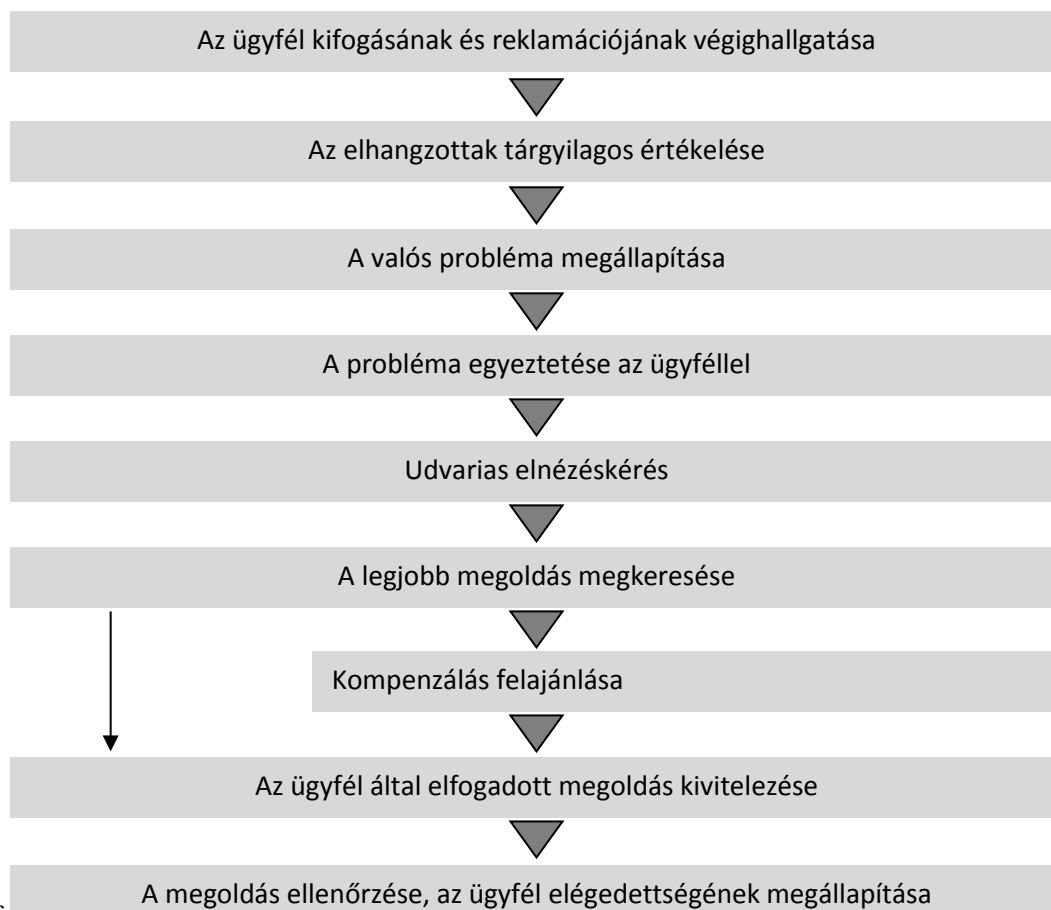 Az ügyfél kifogásának és reklamációjának végighallgatása
Az elhangzottak tárgyilagos értékelése
A valós probléma megállapítása
A probléma egyeztetése az ügyféllel
Udvarias elnézéskérés
A legjobb megoldás megkeresése
Kompenzálás felajánlása
Az ügyfél által elfogadott megoldás kivitelezése
A megoldás ellenőrzése, az ügyfél elégedettségének megállapítása